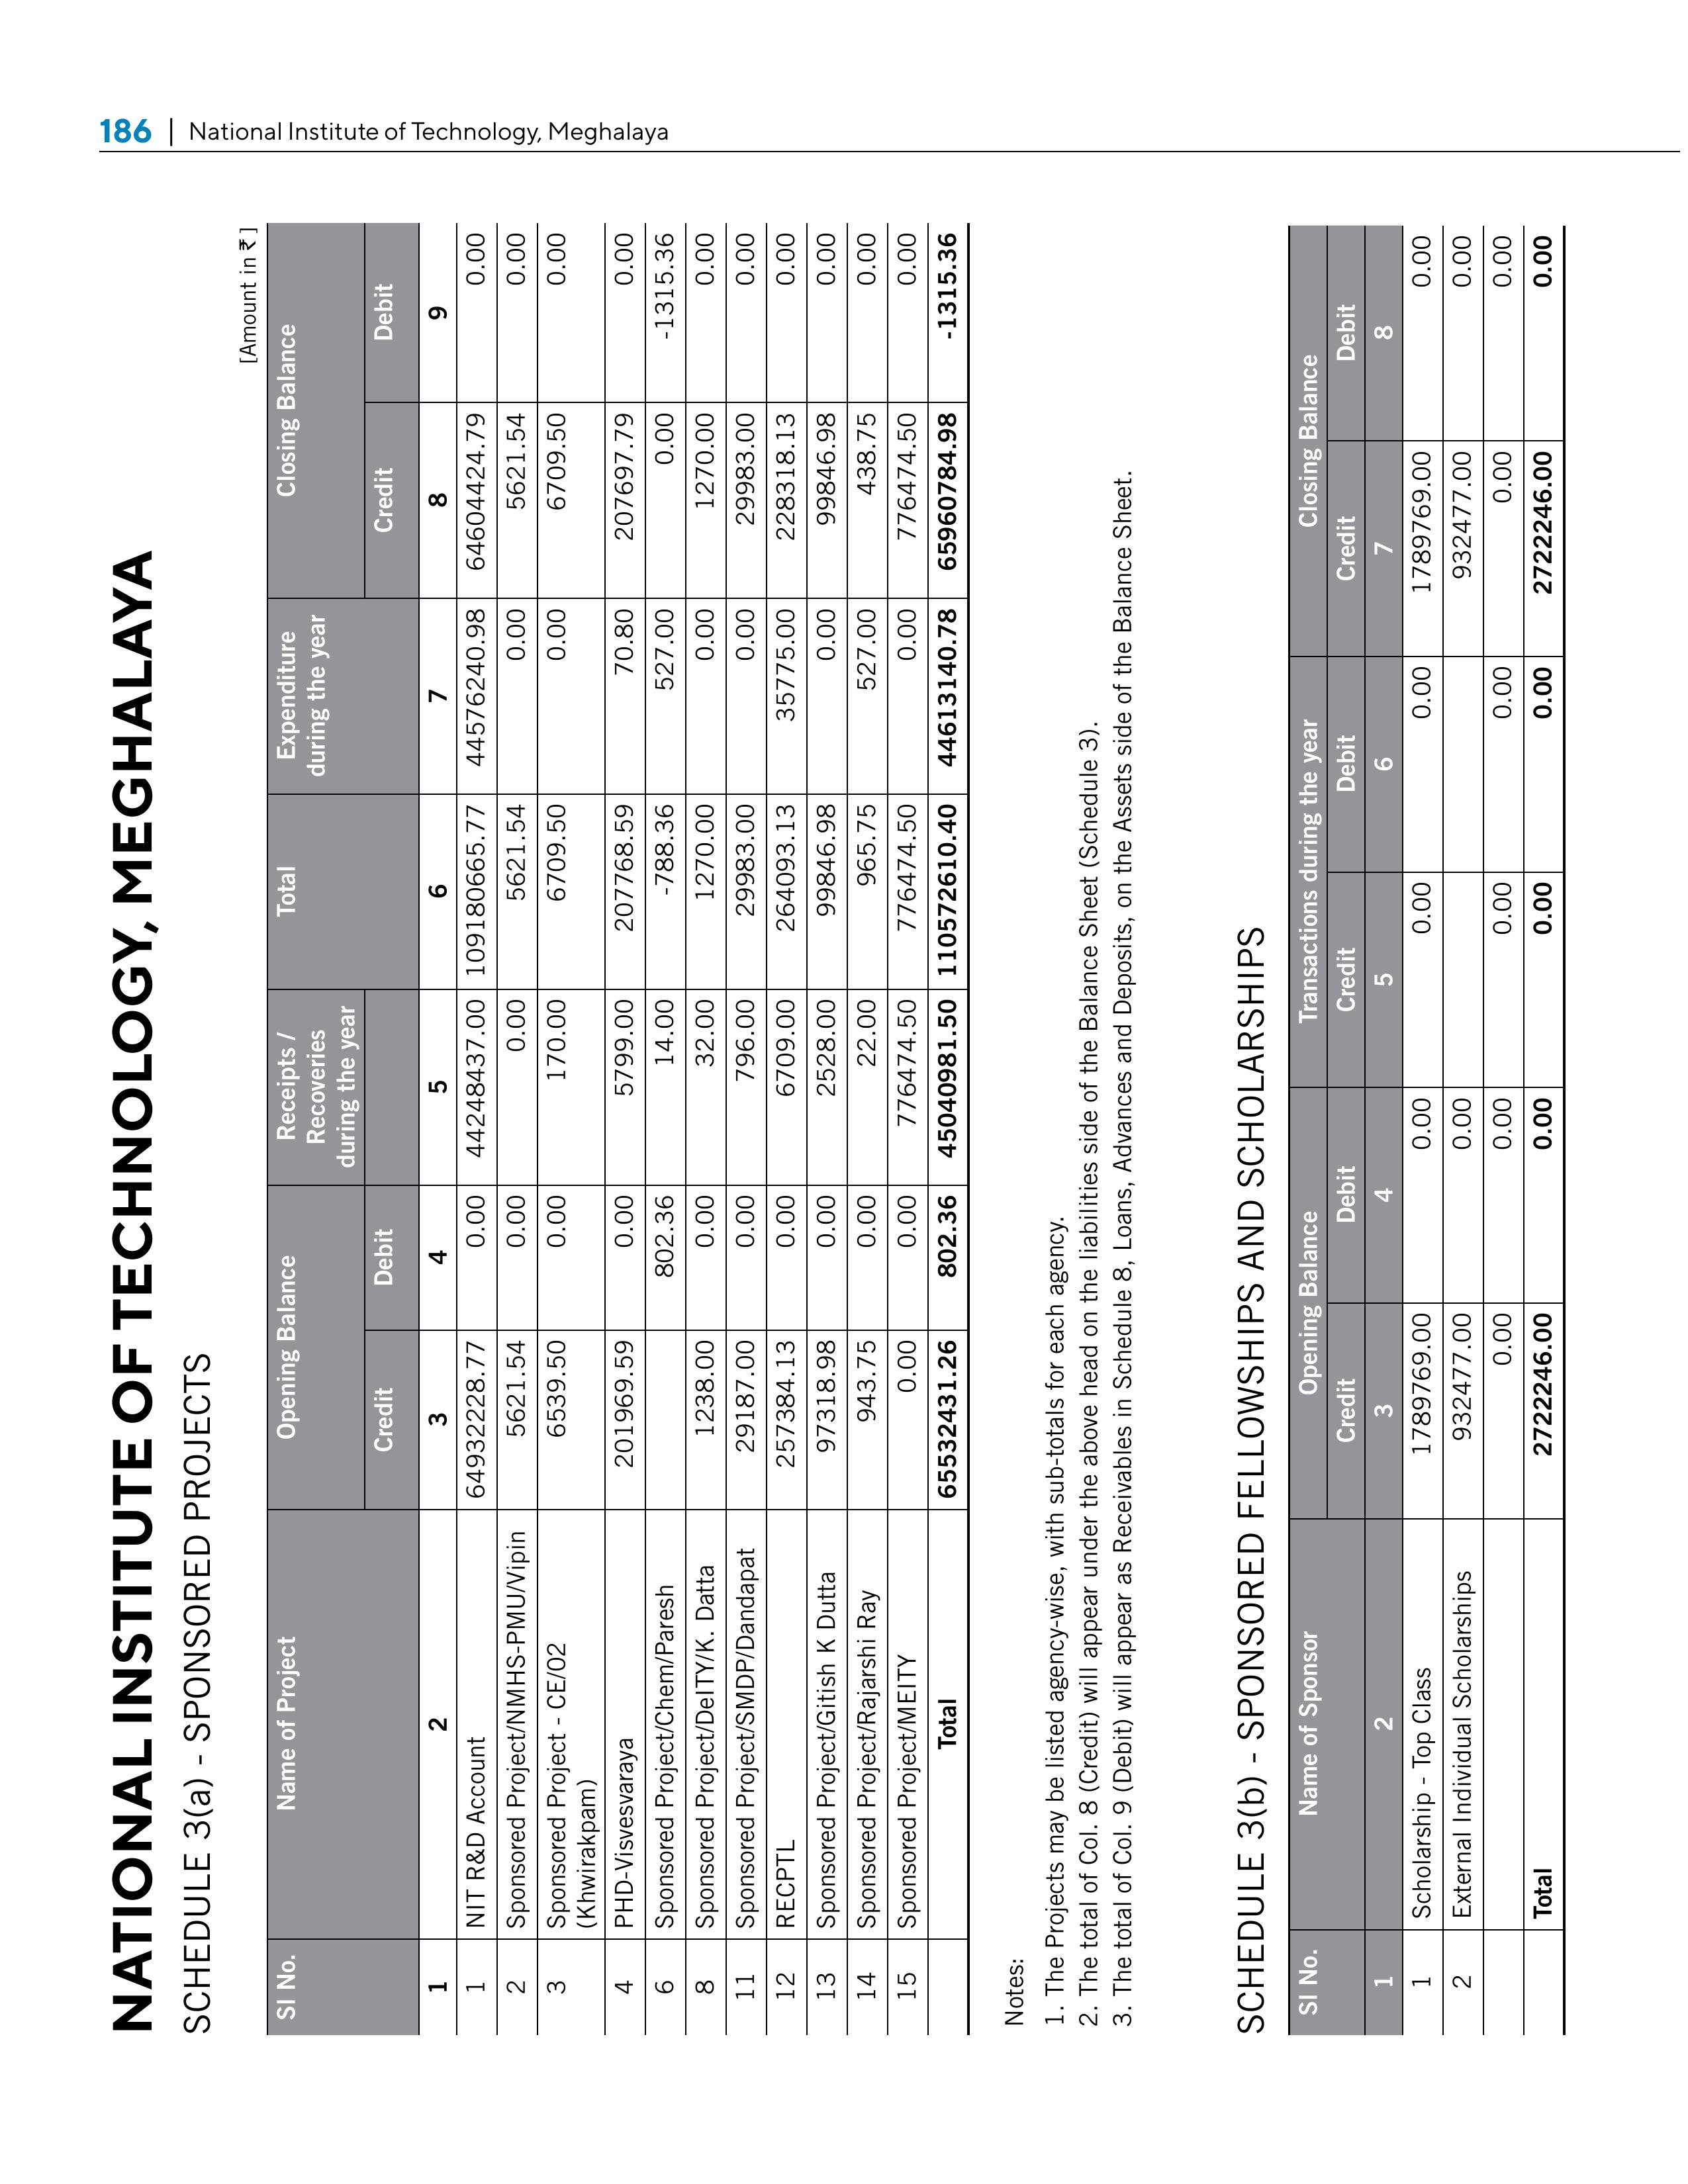 186 | National Institute of Technology, Meghalaya
NATIONAL INSTITUTE OF TECHNOLOGY, MEGHALAYA
SCHEDULE 3(a) - SPONSORED PROJECTS
[Amount in ₹ ]
Sl No. Name of Project Opening Balance Receipts / Recoveries during the year Total Expenditure during the year Closing Balance
Credit Debit Credit Debit
1 2 3 4 5 6 7 8 9
1 NIT R&D Account 64932228.77 0.00 44248437.00 109180665.77 44576240.98 64604424.79 0.00
2 Sponsored Project/NMHS-PMU/Vipin 5621.54 0.00 0.00 5621.54 0.00 5621.54 0.00
3 Sponsored Project - CE/02 6539.50 0.00 170.00 6709.50 0.00 6709.50 0.00
(Khwirakpam)
4 PHD-Visvesvaraya 201969.59 0.00 5799.00 207768.59 70.80 207697.79 0.00
6 Sponsored Project/Chem/Paresh 802.36 14.00 -788.36 527.00 0.00 -1315.36
8 Sponsored Project/DeITY/K. Datta 1238.00 0.00 32.00 1270.00 0.00 1270.00 0.00
11 Sponsored Project/SMDP/Dandapat 29187.00 0.00 796.00 29983.00 0.00 29983.00 0.00
12 RECPTL 257384.13 0.00 6709.00 264093.13 35775.00 228318.13 0.00
13 Sponsored Project/Gitish K Dutta 97318.98 0.00 2528.00 99846.98 0.00 99846.98 0.00
14 Sponsored Project/Rajarshi Ray 943.75 0.00 22.00 965.75 527.00 438.75 0.00
15 Sponsored Project/MEITY 0.00 0.00 776474.50 776474.50 0.00 776474.50 0.00
Total 65532431.26 802.36 45040981.50 110572610.40 44613140.78 65960784.98 -1315.36
Notes:
1. The Projects may be listed agency-wise, with sub-totals for each agency.
2. The total of Col. 8 (Credit) will appear under the above head on the liabilities side of the Balance Sheet (Schedule 3).
3. The total of Col. 9 (Debit) will appear as Receivables in Schedule 8, Loans, Advances and Deposits, on the Assets side of the Balance Sheet.
SCHEDULE 3(b) - SPONSORED FELLOWSHIPS AND SCHOLARSHIPS
Sl No. Name of Sponsor Opening Balance Transactions during the year Closing Balance
Credit Debit Credit Debit Credit Debit
1 2 3 4 5 6 7 8
1 Scholarship - Top Class 1789769.00 0.00 0.00 0.00 1789769.00 0.00
2 External Individual Scholarships 932477.00 0.00 932477.00 0.00
0.00 0.00 0.00 0.00 0.00 0.00
Total 2722246.00 0.00 0.00 0.00 2722246.00 0.00